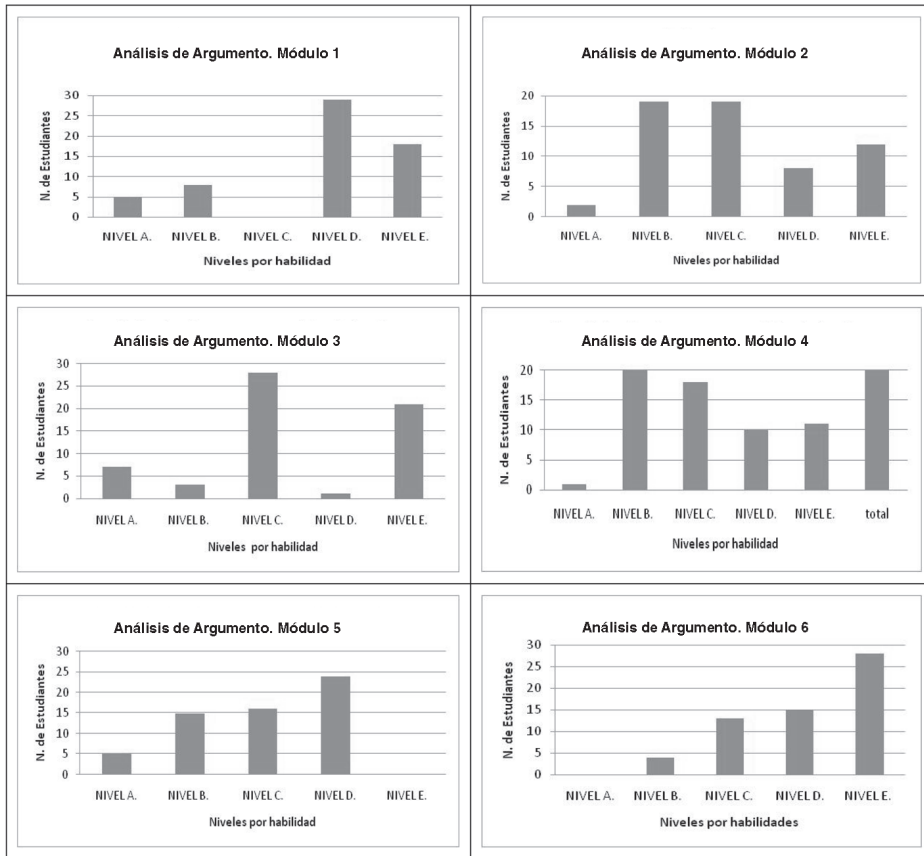 Análisis de Argumento. Módulo 1
N. de Estudiantes
30
25
20
15
10
5
0
NIVEL A. NIVEL B. NIVEL C. NIVEL D. NIVEL E.
Niveles por habilidad
Análisis de Argumento. Módulo 2
N. de Estudiantes
20
15
10
5
0
NIVEL A. NIVEL B. NIVEL C. NIVEL D. NIVEL E.
Niveles por habilidad
Análisis de Argumento. Módulo 3
N. de Estudiantes
30
25
20
15
10
5
0
NIVEL A. NIVEL B. NIVEL C. NIVEL D. NIVEL E.
Niveles por habilidad
Análisis de Argumento. Módulo 4
N. de Estudiantes
20
15
10
5
0
NIVEL A. NIVEL B. NIVEL C. NIVEL D. NIVEL E. total
Niveles por habilidad
Análisis de Argumento. Módulo 5
N. de Estudiantes
30
25
20
15
10
5
0
NIVEL A. NIVEL B. NIVEL C. NIVEL D. NIVEL E.
Niveles por habilidad
Análisis de Argumento. Módulo 6
N. de Estudiantes
30
25
20
15
10
5
0
NIVEL A. NIVEL B. NIVEL C. NIVEL D. NIVEL E.
Niveles por habilidades